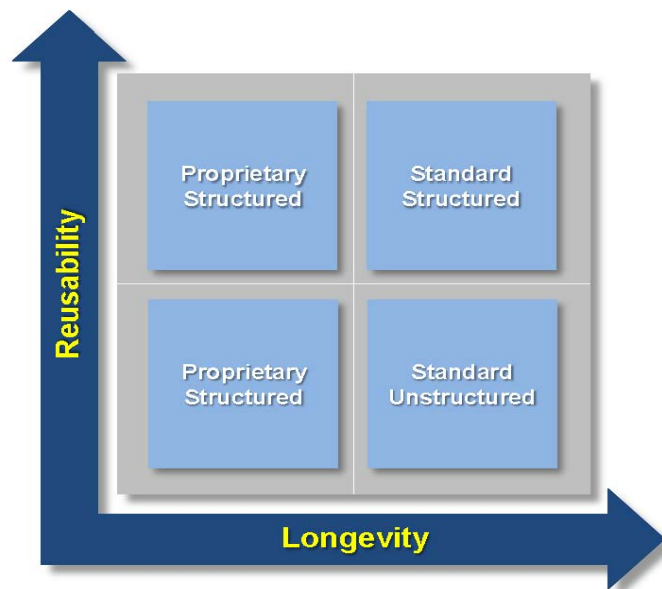 Reusability
Proprietary
Structured
Standard
Structured
Proprietary
Structured
Standard
Unstructured
Longevity